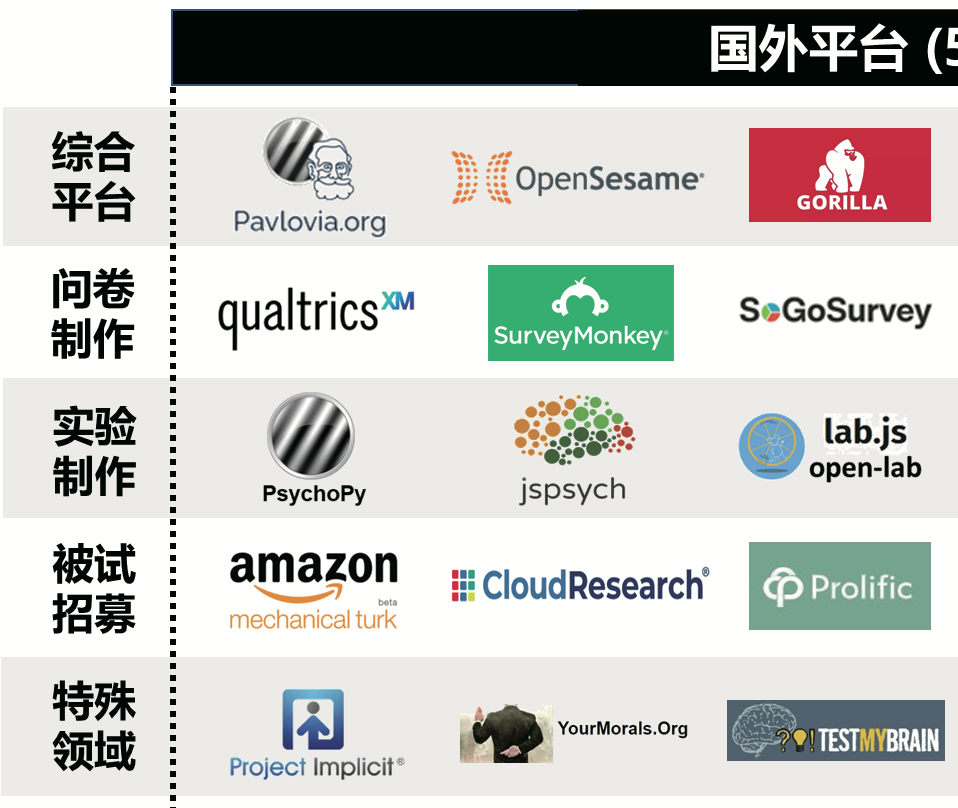 国外平台 (5
综合
平台
Pavlovia.org
OpenSesame®
GORILLA
问卷
制作
qualtricsXM
SurveyMonkey®
SoGoSurvey
实验
制作
PsychoPy
jspsych
lab.js
open-lab
被试
招募
amazon
beta
mechanical turk
CloudResearch®
Prolific
特殊
领域
Project Implicit®
YourMorals.Org
?!TESTMYBRAIN